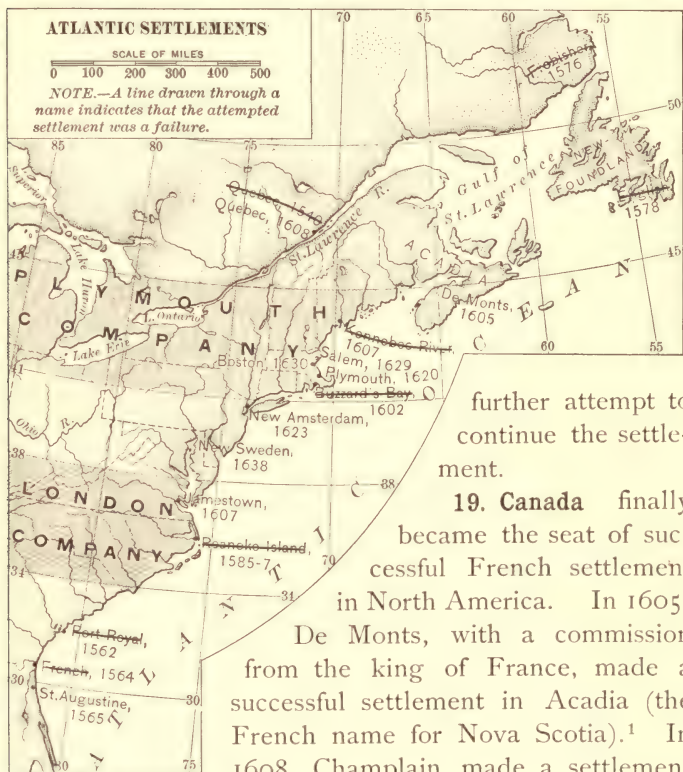 ATLANTIC SETTLEMENTS
SCALE OF MILES
0 100 200 300 400 500
NOTE.—A line drawn through a
name indicates that the attempted
settlement was a failure.
70
65
60
55
Frobisher
1576
50
85
80
75
Superior
Quebec, 1540
Quebec, 1608
St. Lawrence R.
Gulf of
St. Lawrence
NEW
FOUNDLAND
English
1578
45
Lake Huron
ACADIA
De Monts,
1605
45
PLYMOUTH
COMPANY
L. Ontario
Lake Erie
Kennebec River,
1607
Boston, 1630
Salem, 1629
Plymouth, 1620
Buzzard's Bay,
1602
60
55
41
New Amsterdam,
1623
Ohio R.
New Sweden,
1638
38
38
LONDON
COMPANY
Jamestown,
1607
Roanoke Island,
1585-7
70
34
31
Port Royal,
1562
French, 1564
St. Augustine,
1565
30
30
80
75
ATLANTIC OCEAN
further attempt to
continue the settle-
ment.
19. Canada finally
became the seat of suc-
cessful French settlemen
in North America. In 1605
De Monts, with a commission
from the king of France, made a
successful settlement in Acadia (the
French name for Nova Scotia).¹ In
1608 Champlain made a settlemen